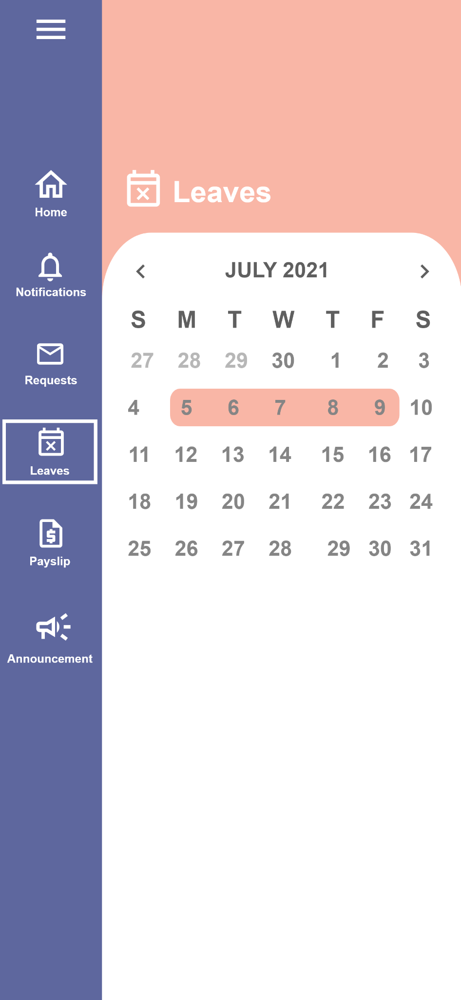 Home
Notifications
Requests
Leaves
Payslip
Announcement
Leaves
JULY 2021
S M T W T F S
27 28 29 30 1 2 3
4 5 6 7 8 9 10
11 12 13 14 15 16 17
18 19 20 21 22 23 24
25 26 27 28 29 30 31